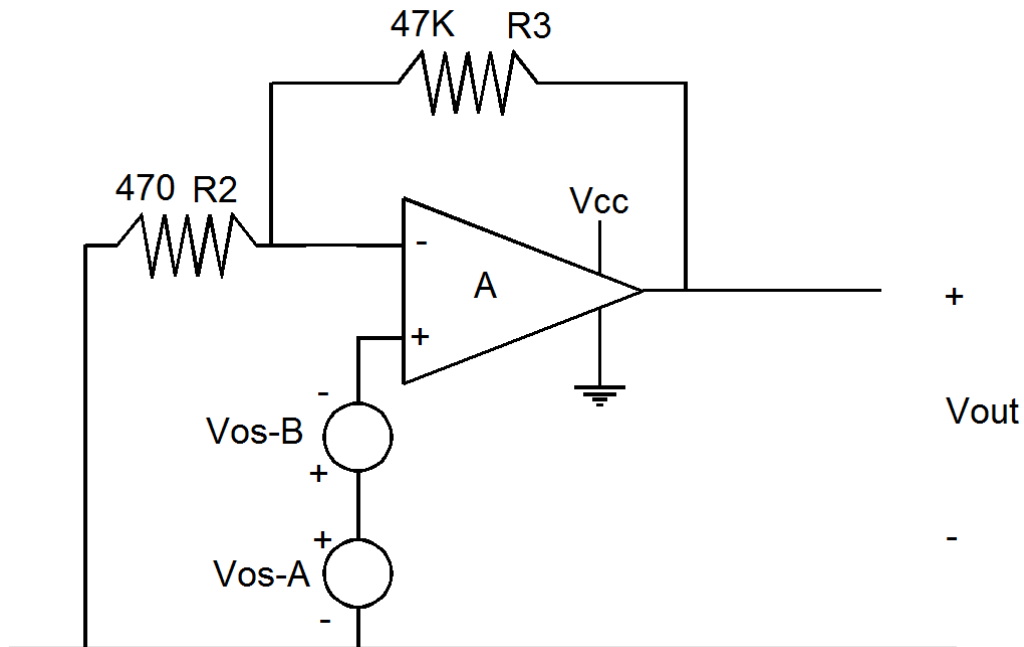 47K R3
470 R2
Vcc
-
A
+
+
-
Vos-B
+
Vout
+
Vos-A
-
-